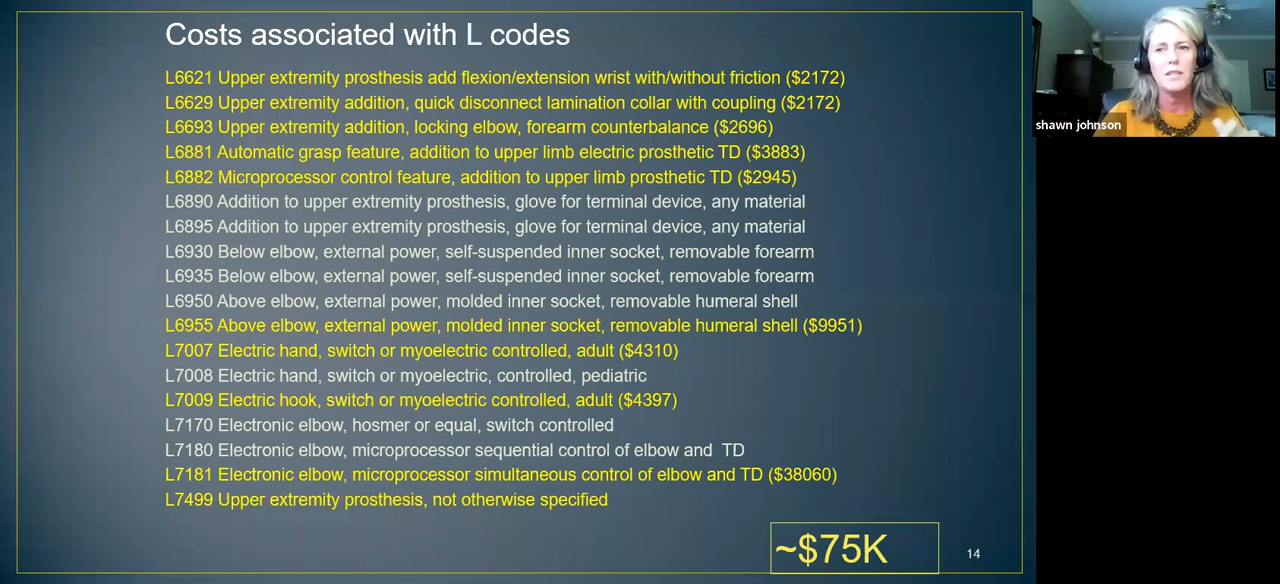 Costs associated with L codes
L6621 Upper extremity prosthesis add flexion/extension wrist with/without friction ($2172)
L6629 Upper extremity addition, quick disconnect lamination collar with coupling ($2172)
L6693 Upper extremity addition, locking elbow, forearm counterbalance ($2696)
L6881 Automatic grasp feature, addition to upper limb electric prosthetic TD ($3883)
L6882 Microprocessor control feature, addition to upper limb prosthetic TD ($2945)
L6890 Addition to upper extremity prosthesis, glove for terminal device, any material
L6895 Addition to upper extremity prosthesis, glove for terminal device, any material
L6930 Below elbow, external power, self-suspended inner socket, removable forearm
L6935 Below elbow, external power, self-suspended inner socket, removable forearm
L6950 Above elbow, external power, molded inner socket, removable humeral shell
L6955 Above elbow, external power, molded inner socket, removable humeral shell ($9951)
L7007 Electric hand, switch or myoelectric controlled, adult ($4310)
L7008 Electric hand, switch or myoelectric, controlled, pediatric
L7009 Electric hook, switch or myoelectric controlled, adult ($4397)
L7170 Electronic elbow, hosmer or equal, switch controlled
L7180 Electronic elbow, microprocessor sequential control of elbow and TD
L7181 Electronic elbow, microprocessor simultaneous control of elbow and TD ($38060)
L7499 Upper extremity prosthesis, not otherwise specified
~$75K
14
shawn johnson